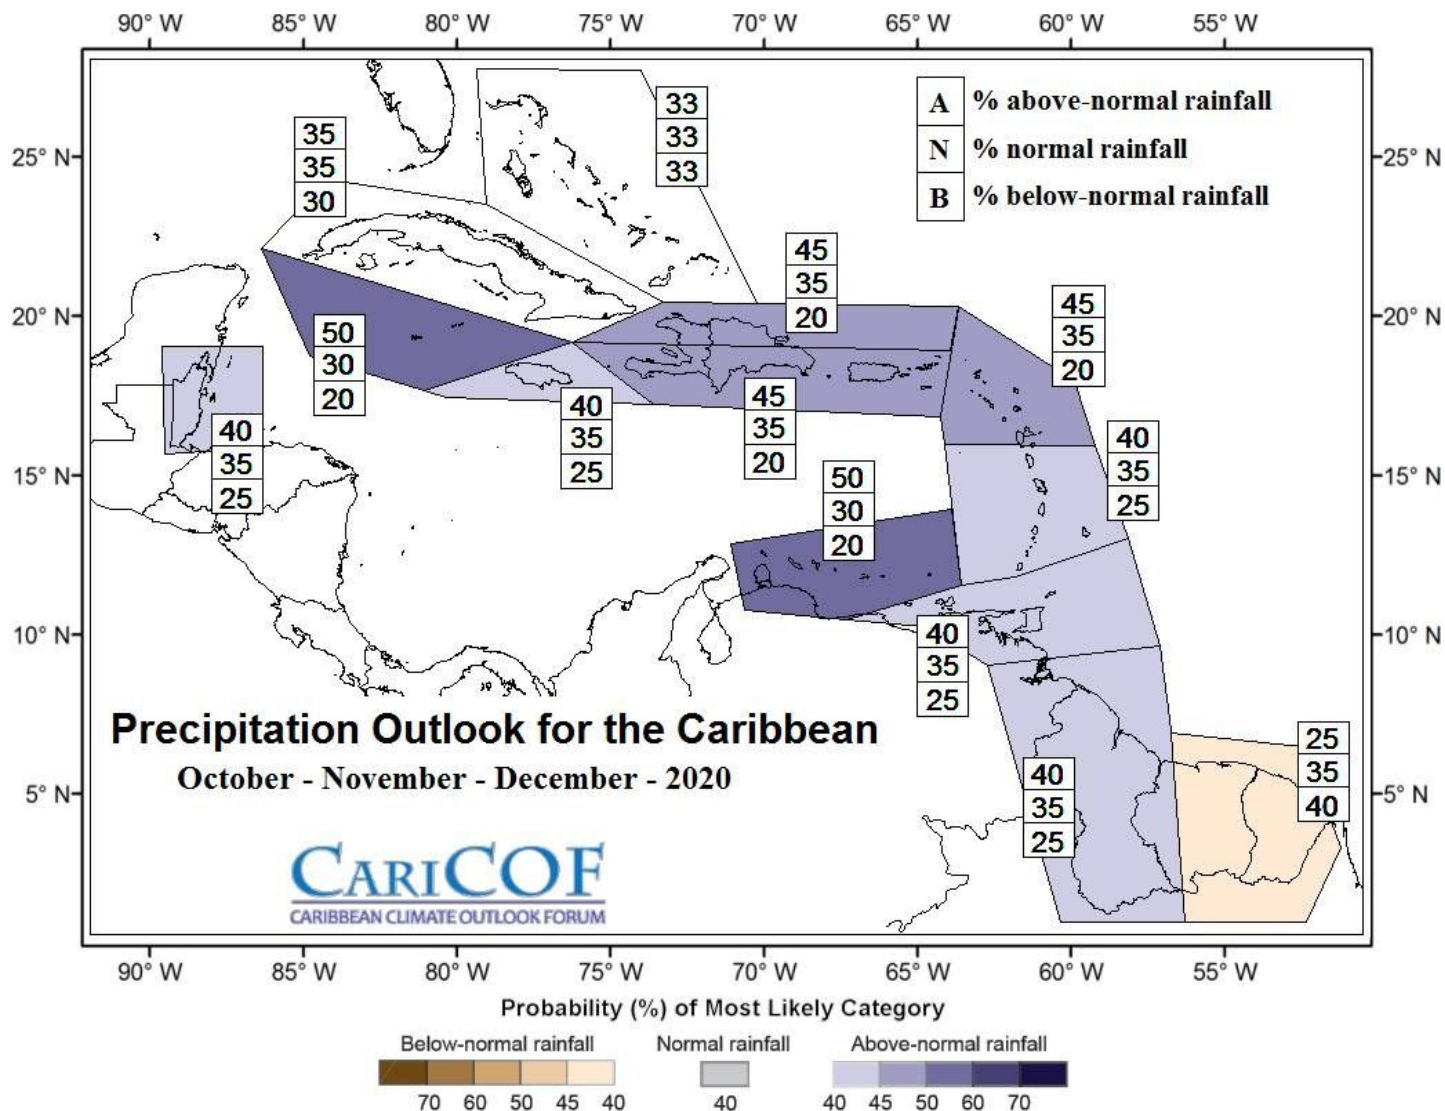 90° W 85° W 80° W 75° W 70° W 65° W 60° W 55° W
A % above-normal rainfall
N % normal rainfall
B % below-normal rainfall
33
33
33
35
35
30
25° N 25° N
45
35
20
45
35
20
20° N 20° N
50
30
20
45
35
20
40
35
25
40
35
25
40
35
25
15° N 15° N
50
30
20
10° N 10° N
40
35
25
Precipitation Outlook for the Caribbean
October - November - December - 2020
25
35
40
40
35
25
5° N 5° N
CARICOF
CARIBBEAN CLIMATE OUTLOOK FORUM
90° W 85° W 80° W 75° W 70° W 65° W 60° W 55° W
Probability (%) of Most Likely Category
Below-normal rainfall Normal rainfall Above-normal rainfall
70 60 50 45 40 40 40 45 50 60 70